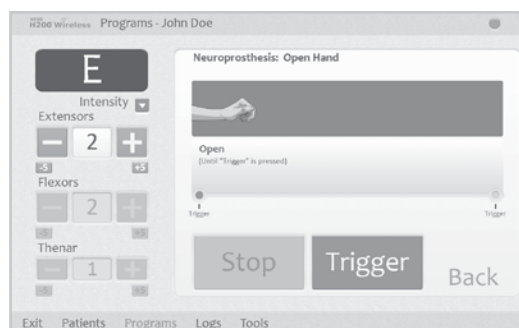 NESS
H200 Wireless Programs - John Doe
E
Intensity
Extensors
2
-5 +5
Flexors
2
-5 +5
Thenar
1
-5 +5
Neuroprosthesis: Open Hand
Open
(Until "Trigger" is pressed)
Trigger Trigger
Stop Trigger Back
Exit Patients Programs Logs Tools